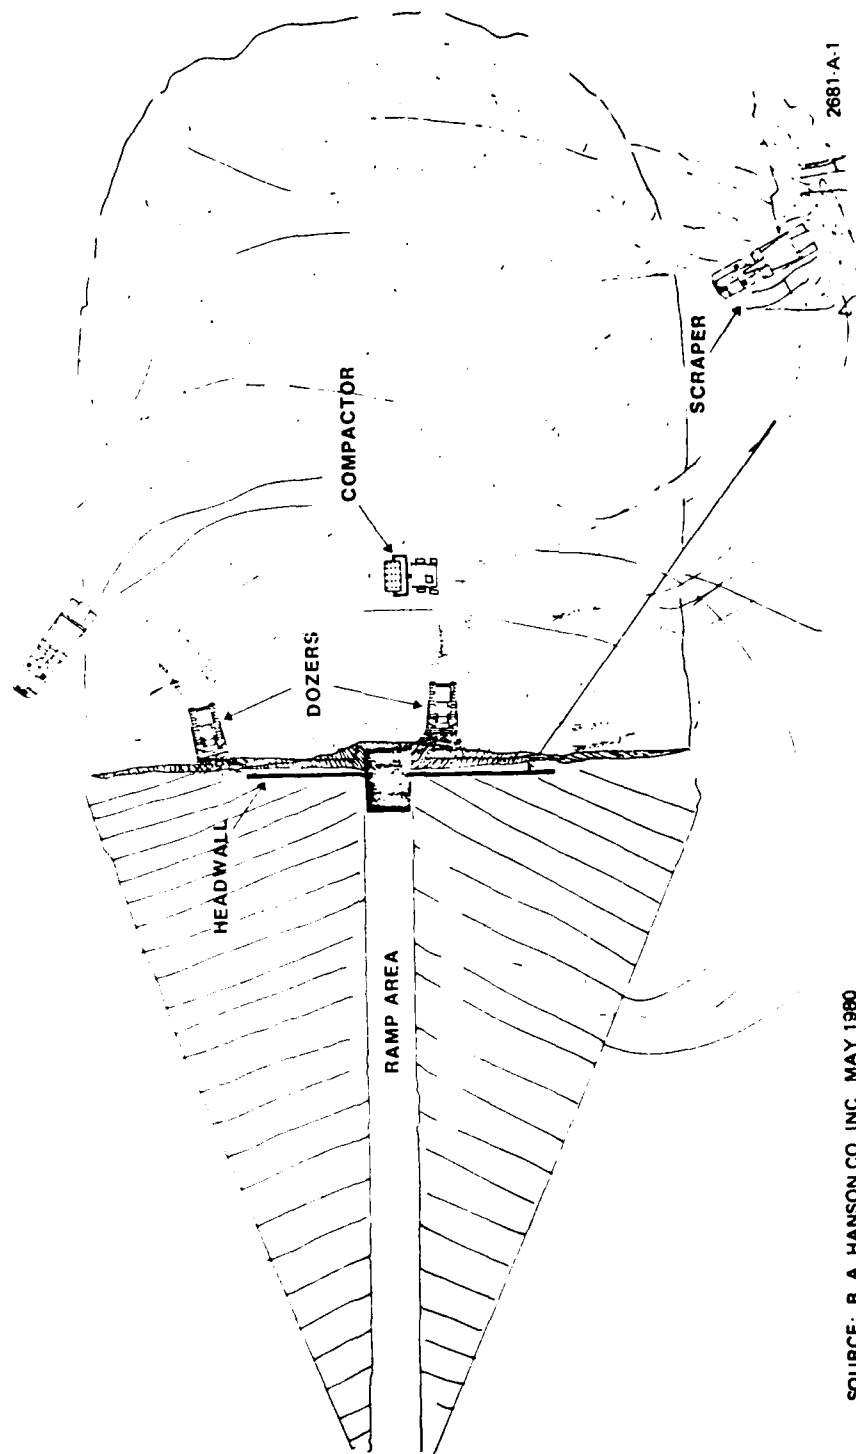 COMPACTOR
SCRAPER
DOZERS
HEADWALL
RAMP AREA
2681-A-1
SOURCE: R. A. HANSON CO. INC. MAY 1980